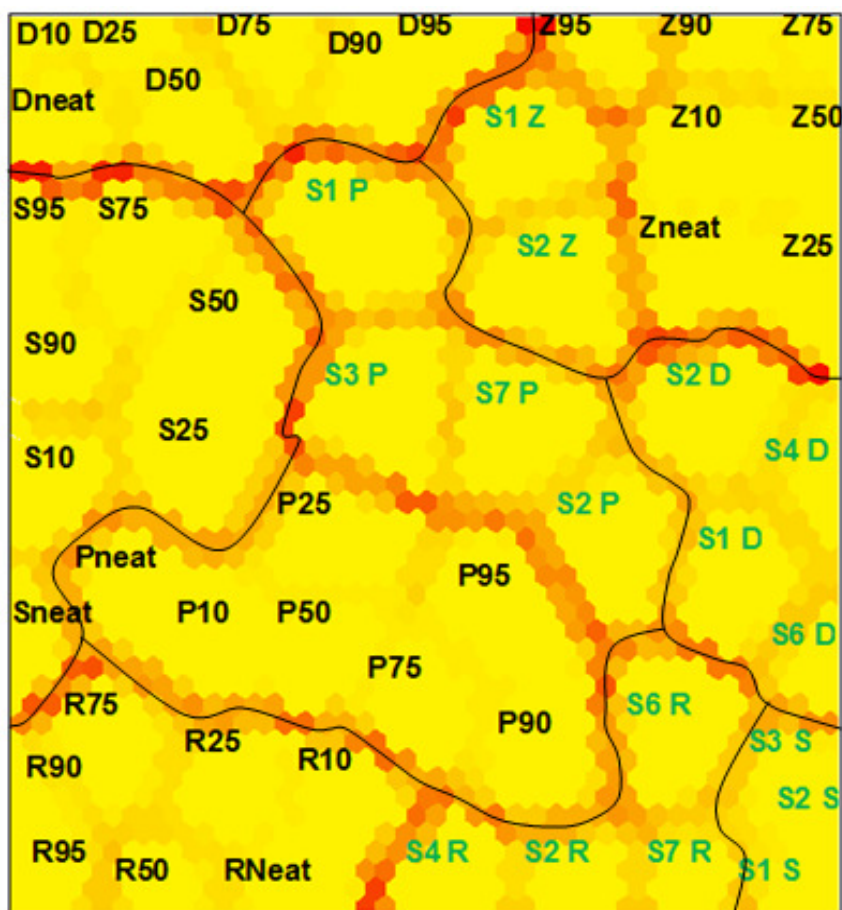 D10 D25 D75 D90 D95 Z95 Z90 Z75
Dneat D50 S1 Z Z10 Z50
S95 S75 S1 P Zneat
S2 Z Z25
S50
S90 S3 P S7 P S2 D
S25 S4 D
S10
P25 S2 P S1 D
Pneat P95
Sneat P10 P50 S6 D
P75
R75 P90 S6 R
R25 S3 S
R90 R10 S2 S
R95 R50 RNeat S4 R S2 R S7 R S1 S